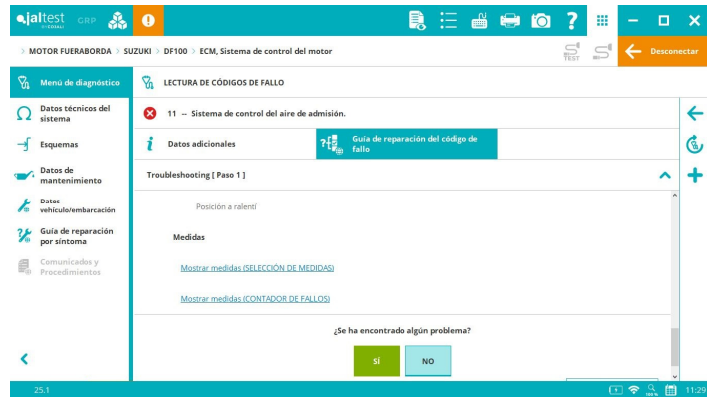 jaltest GRP
by COJALI
MOTOR FUERABORDA > SUZUKI > DF100 > ECM, Sistema de control del motor
TEST
Desconectar
Menú de diagnóstico
LECTURA DE CÓDIGOS DE FALLO
Datos técnicos del
sistema
Esquemas
Datos de
mantenimiento
Datos
vehículo/embarcación
Guía de reparación
por síntoma
Comunicados y
Procedimientos
11 -- Sistema de control del aire de admisión.
Datos adicionales
Guía de reparación del código de
fallo
Troubleshooting [ Paso 1 ]
Posición a ralentí
Medidas
Mostrar medidas (SELECCIÓN DE MEDIDAS)
Mostrar medidas (CONTADOR DE FALLOS)
¿Se ha encontrado algún problema?
SÍ
NO
25.1
100 %
11:29